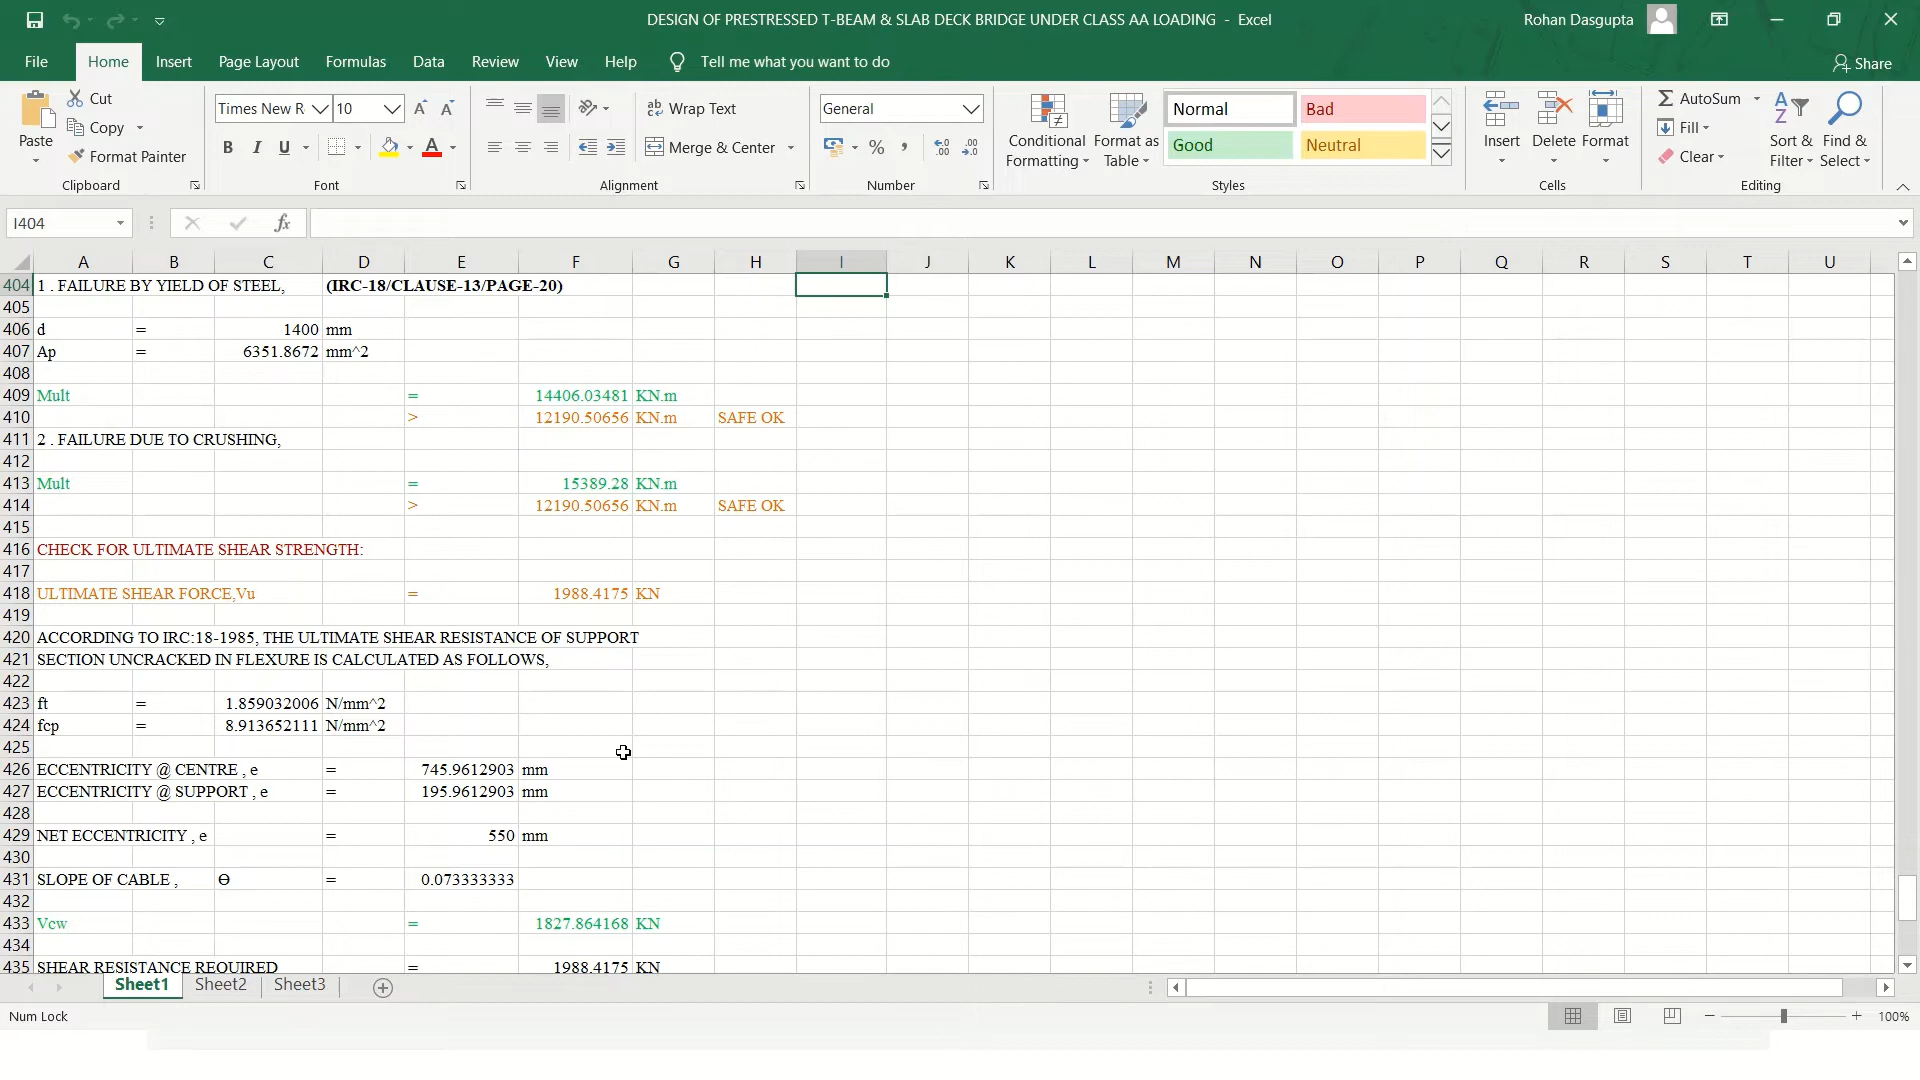 DESIGN OF PRESTRESSED T-BEAM & SLAB DECK BRIDGE UNDER CLASS AA LOADING - Excel
Rohan Dasgupta
File Home Insert Page Layout Formulas Data Review View Help Tell me what you want to do Share
Paste
Cut
Copy
Format Painter
Clipboard
Times New R 10
B I U A
Font
Wrap Text
Merge & Center
Alignment
General
%
Number
Conditional Formatting
Format as Table
Normal Bad
Good Neutral
Styles
Insert Delete Format
Cells
AutoSum
Fill
Clear
Sort & Filter
Find & Select
Editing
I404 fx
A B C D E F G H I J K L M N O P Q R S T U
404 1 . FAILURE BY YIELD OF STEEL, (IRC-18/CLAUSE-13/PAGE-20)
405
406 d = 1400 mm
407 Ap = 6351.8672 mm^2
408
409 Mult = 14406.03481 KN.m
410 > 12190.50656 KN.m SAFE OK
411 2 . FAILURE DUE TO CRUSHING,
412
413 Mult = 15389.28 KN.m
414 > 12190.50656 KN.m SAFE OK
415
416 CHECK FOR ULTIMATE SHEAR STRENGTH:
417
418 ULTIMATE SHEAR FORCE,Vu = 1988.4175 KN
419
420 ACCORDING TO IRC:18-1985, THE ULTIMATE SHEAR RESISTANCE OF SUPPORT
421 SECTION UNCRACKED IN FLEXURE IS CALCULATED AS FOLLOWS,
422
423 ft = 1.859032006 N/mm^2
424 fcp = 8.913652111 N/mm^2
425
426 ECCENTRICITY @ CENTRE , e = 745.9612903 mm
427 ECCENTRICITY @ SUPPORT , e = 195.9612903 mm
428
429 NET ECCENTRICITY , e = 550 mm
430
431 SLOPE OF CABLE , Ө = 0.073333333
432
433 Vcw = 1827.864168 KN
434
435 SHEAR RESISTANCE REQUIRED = 1988.4175 KN
Sheet1 Sheet2 Sheet3
Num Lock
100%